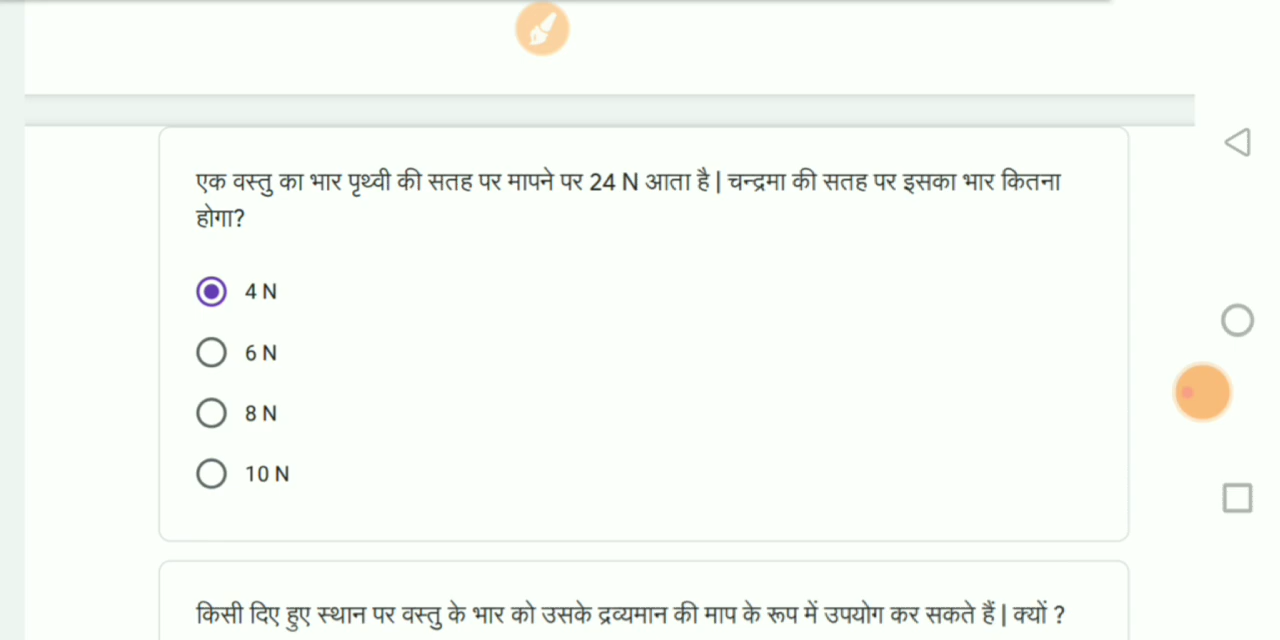 एक वस्तु का भार पृथ्वी की सतह पर मापने पर 24 N आता है | चन्द्रमा की सतह पर इसका भार कितना
होगा?
4 N
6 N
8 N
10 N
किसी दिए हुए स्थान पर वस्तु के भार को उसके द्रव्यमान की माप के रूप में उपयोग कर सकते हैं | क्यों ?